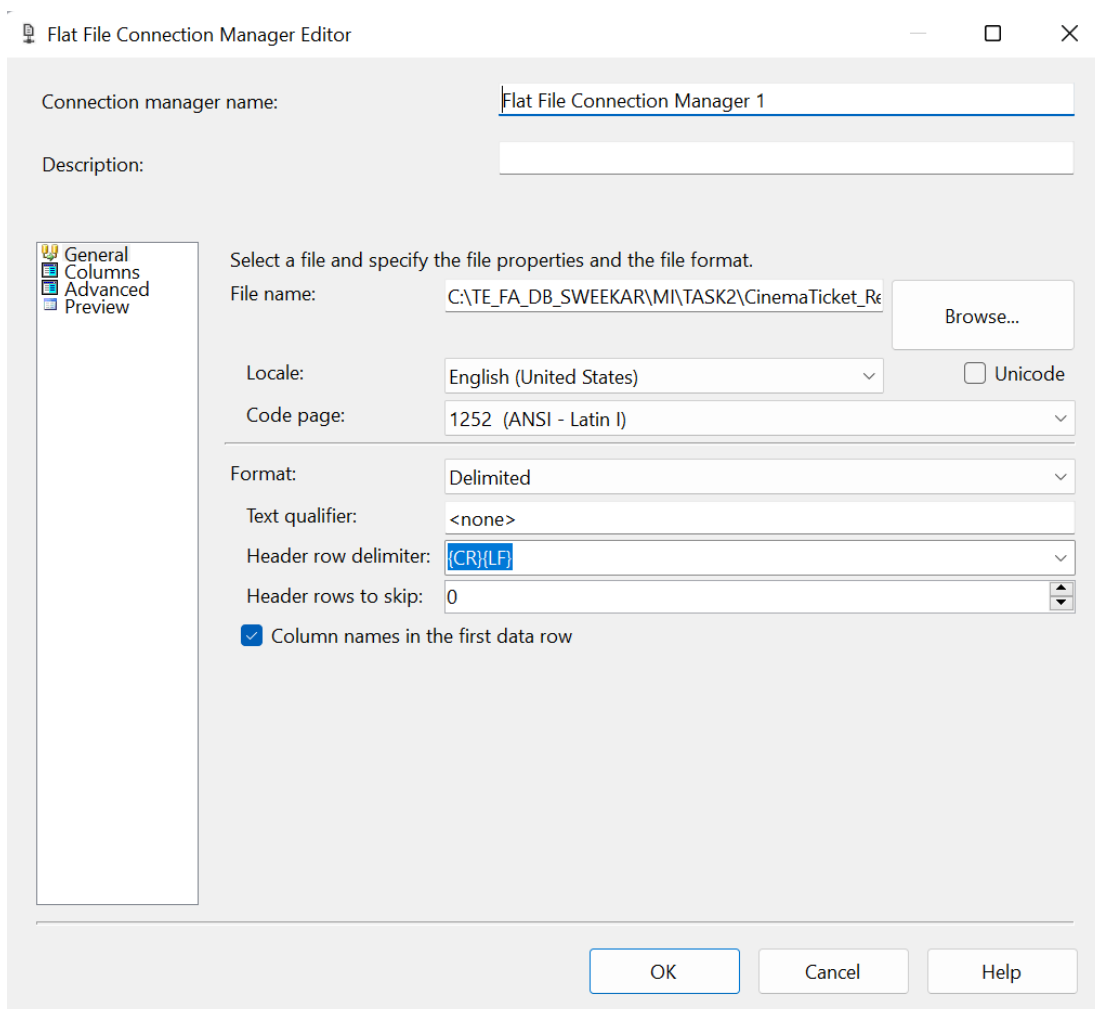 Flat File Connection Manager Editor
Connection manager name: Flat File Connection Manager 1
Description:
General
Columns
Advanced
Preview
Select a file and specify the file properties and the file format.
File name: C:\TE_FA_DB_SWEEKAR\MI\TASK2\CinemaTicket_Re
Browse...
Locale: English (United States) Unicode
Code page: 1252 (ANSI - Latin I)
Format: Delimited
Text qualifier: <none>
Header row delimiter: {CR}{LF}
Header rows to skip: 0
Column names in the first data row
OK Cancel Help